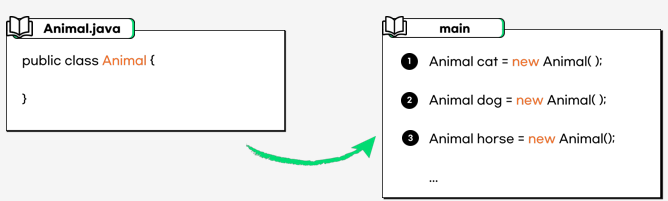 Animal.java
public class Animal {
}
main
1 Animal cat = new Animal( );
2 Animal dog = new Animal( );
3 Animal horse = new Animal();
...